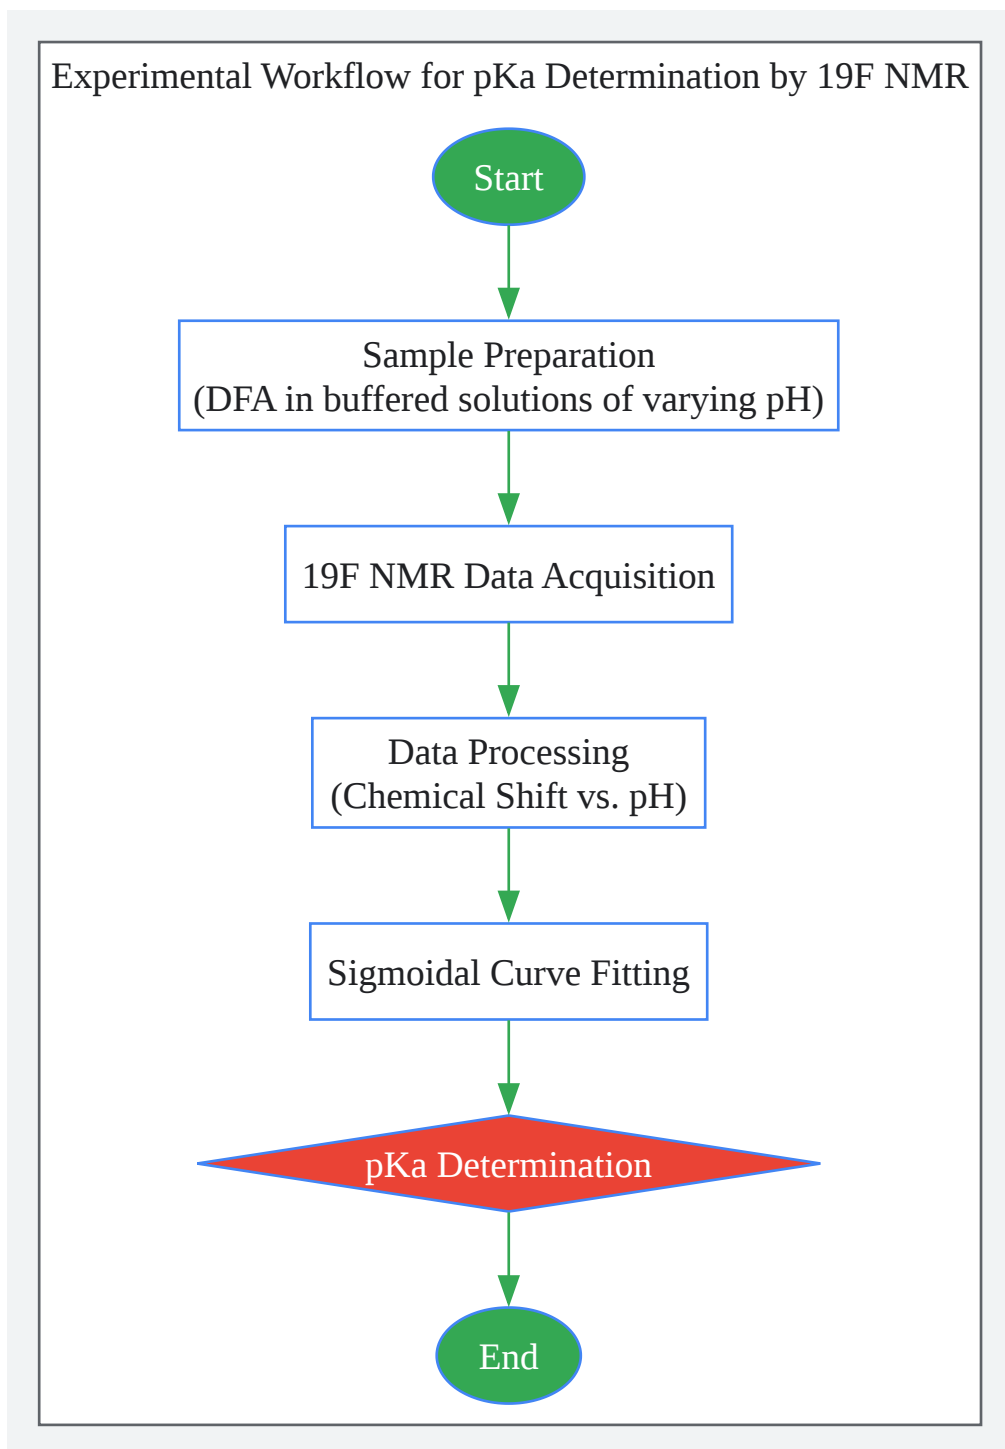 Experimental Workflow for pKa Determination by 19F NMR
Start
Sample Preparation
(DFA in buffered solutions of varying pH)
19F NMR Data Acquisition
Data Processing
(Chemical Shift vs. pH)
Sigmoidal Curve Fitting
pKa Determination
End